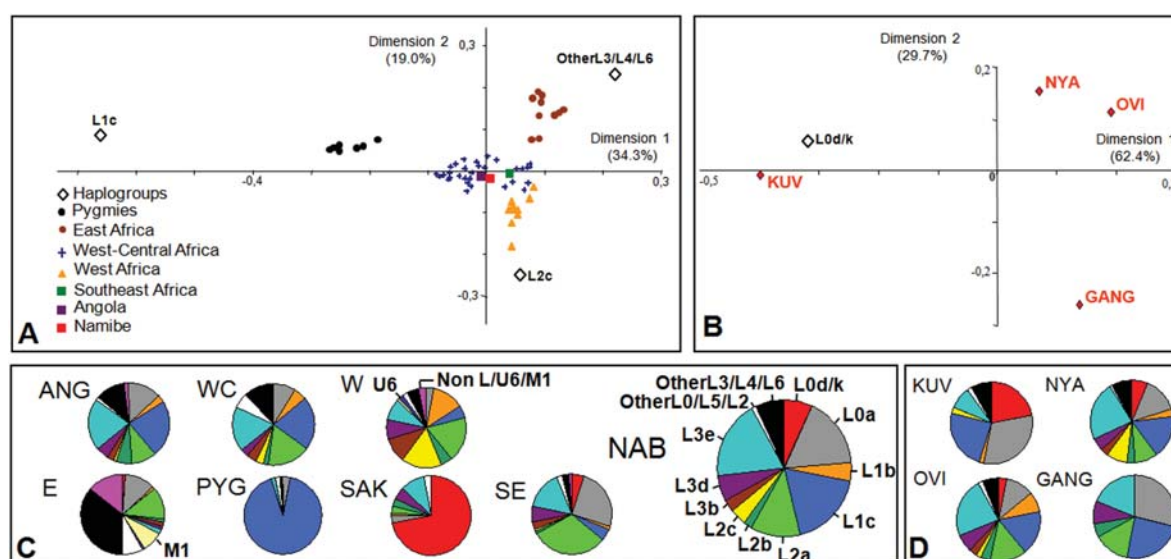 Dimension 2
(19.0%)
0,3
OtherL3/L4/L6
L1c
Dimension 1
(34.3%)
-0,4
0,3
Haplogroups
Pygmies
East Africa
West-Central Africa
West Africa
Southeast Africa
Angola
Namibe
L2c
-0,3
A
Dimension 2
(29.7%)
0,2
NYA
OVI
L0d/k
Dimension 1
(62.4%)
-0.5
0
KUV
-0,2
GANG
B
ANG
WC
W
U6
Non L/U6/M1
E
M1
PYG
SAK
SE
NAB
OtherL3/L4/L6
OtherL0/L5/L2
L0d/k
L0a
L1b
L1c
L2a
L2b
L2c
L3b
L3d
L3e
C
KUV
NYA
OVI
GANG
D